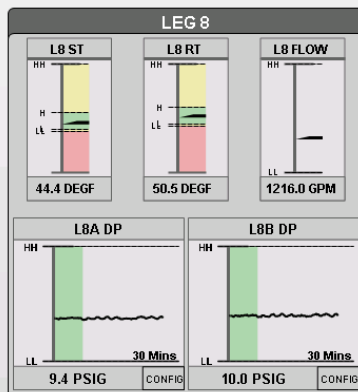 LEG 8
L8 ST
L8 RT
L8 FLOW
HH
H
L
LL
HH
H
L
LL
HH
LL
44.4 DEGF
50.5 DEGF
1216.0 GPM
L8A DP
L8B DP
HH
LL
30 Mins
HH
LL
30 Mins
9.4 PSIG
CONFIG
10.0 PSIG
CONFIG